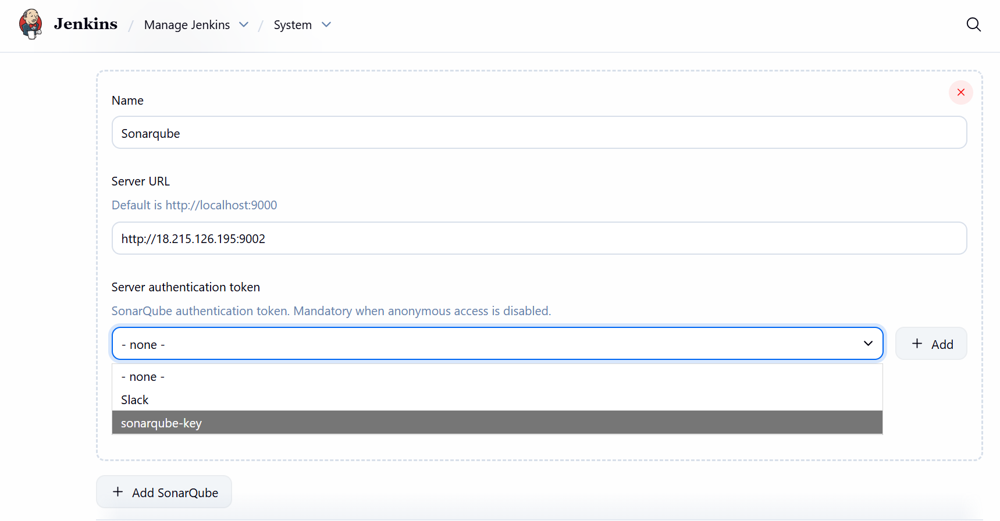 Jenkins / Manage Jenkins / System
Name
Sonarqube
Server URL
Default is http://localhost:9000
http://18.215.126.195:9002
Server authentication token
SonarQube authentication token. Mandatory when anonymous access is disabled.
- none -
+ Add
- none -
Slack
sonarqube-key
+ Add SonarQube